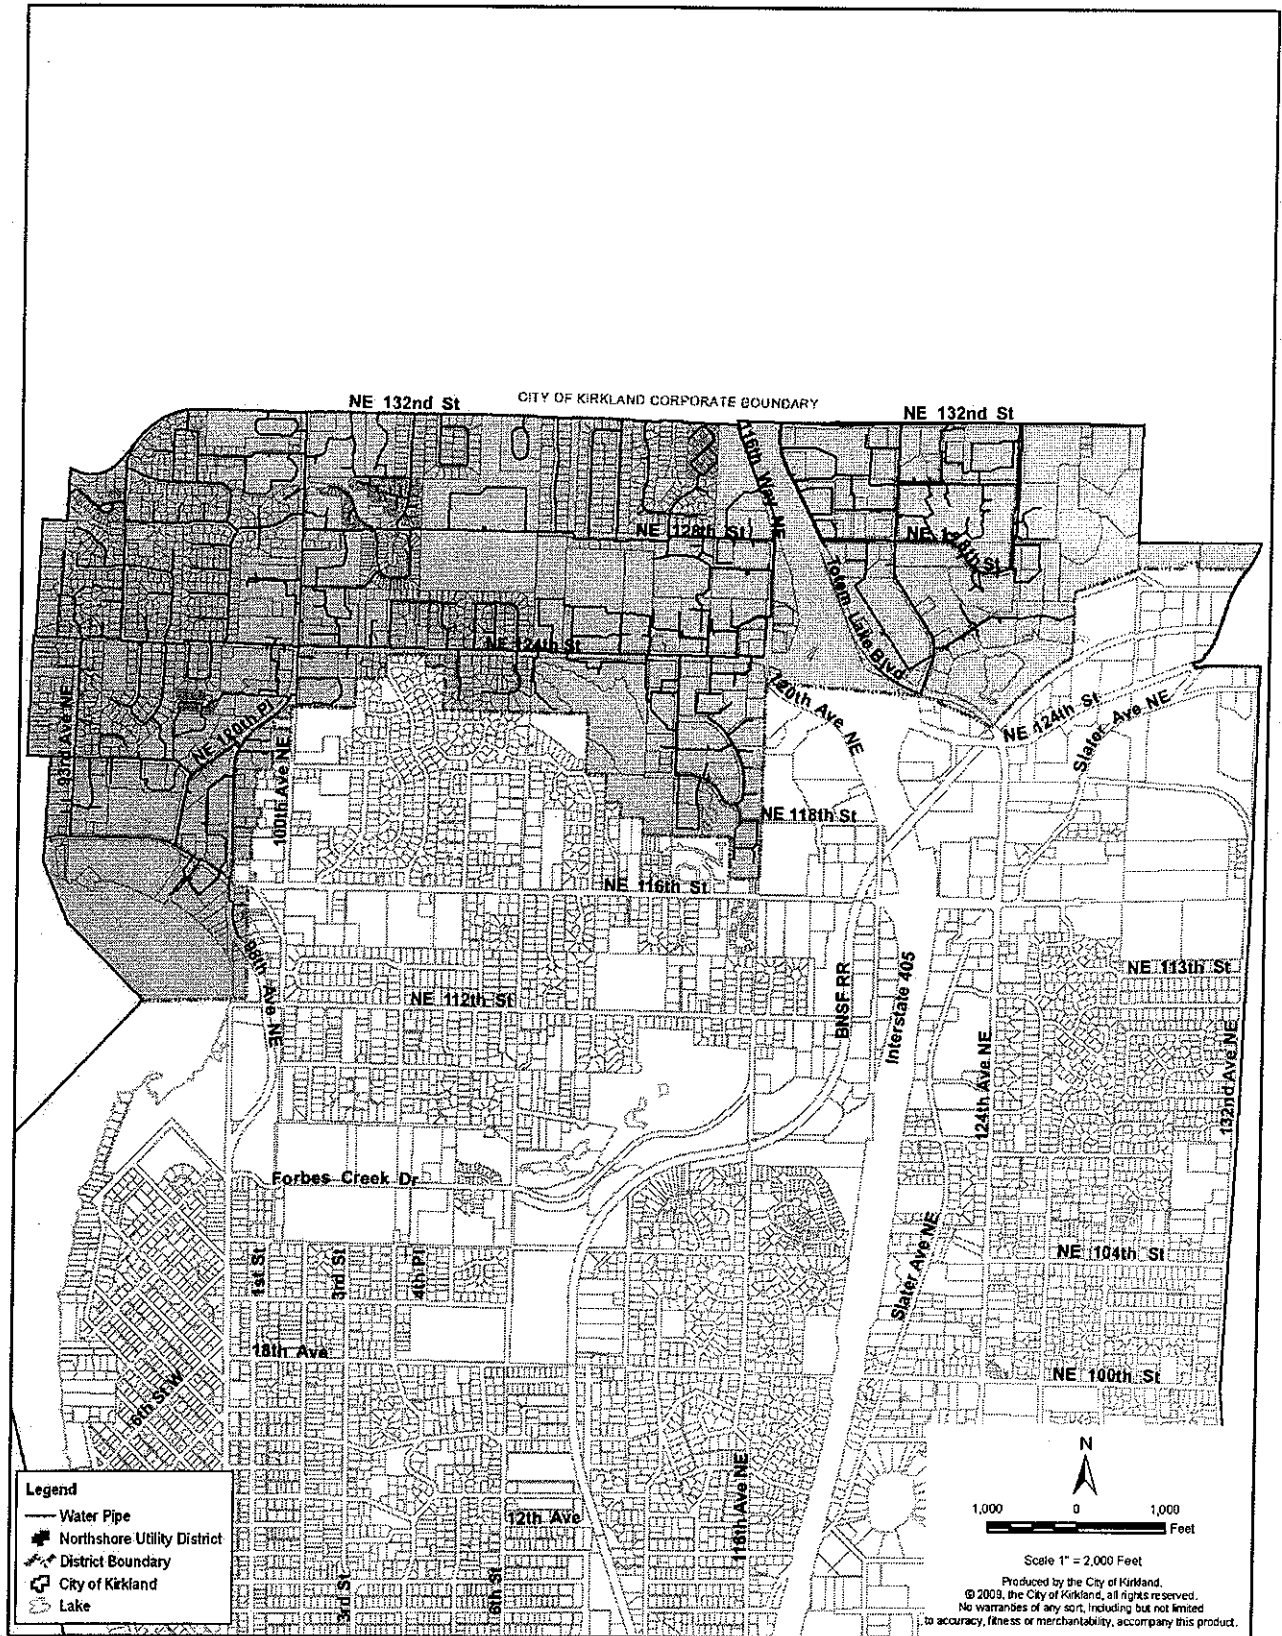 NE 132nd St
CITY OF KIRKLAND CORPORATE BOUNDARY
NE 132nd St
116th Way NE
NE 128th St
NE 128th St
Totem Lake Blvd
NE 124th St
93rd Ave NE
NE 120th Pl
100th Ave NE
120th Ave NE
NE 124th St
Slater Ave NE
NE 118th St
NE 116th St
98th Ave NE
NE 112th St
BNSF RR
Interstate 405
NE 113th St
124th Ave NE
132nd Ave NE
Forbes Creek Dr
1st St
3rd St
4th Pl
Slater Ave NE
NE 104th St
18th Ave
6th St W
NE 100th St
116th Ave NE
12th Ave
3rd St
6th St
Legend
Water Pipe
Northshore Utility District
District Boundary
City of Kirkland
Lake
N
1,000 0 1,000
Feet
Scale 1" = 2,000 Feet
Produced by the City of Kirkland.
© 2009, the City of Kirkland, all rights reserved.
No warranties of any sort, including but not limited
to accuracy, fitness or merchantability, accompany this product.